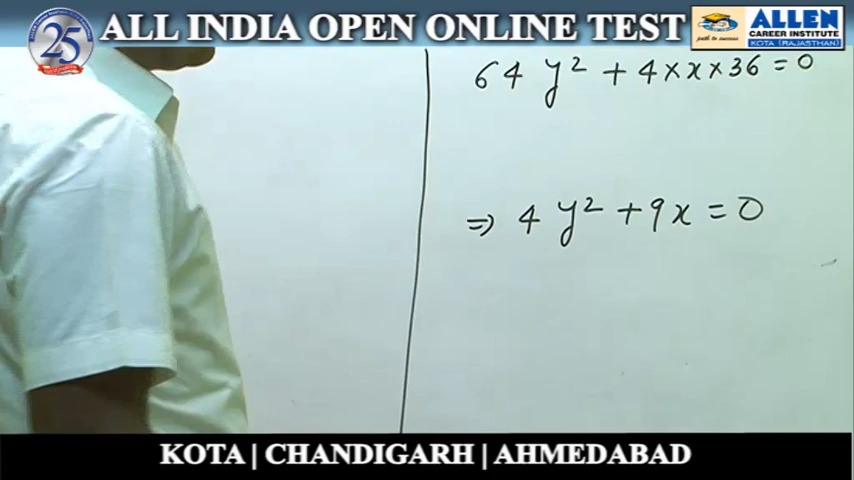 25
ALL INDIA OPEN ONLINE TEST
path to success
ALLEN
CAREER INSTITUTE
KOTA (RAJASTHAN)
64 y² + 4×x×36 = 0
⇒ 4 y² + 9x = 0
KOTA | CHANDIGARH | AHMEDABAD